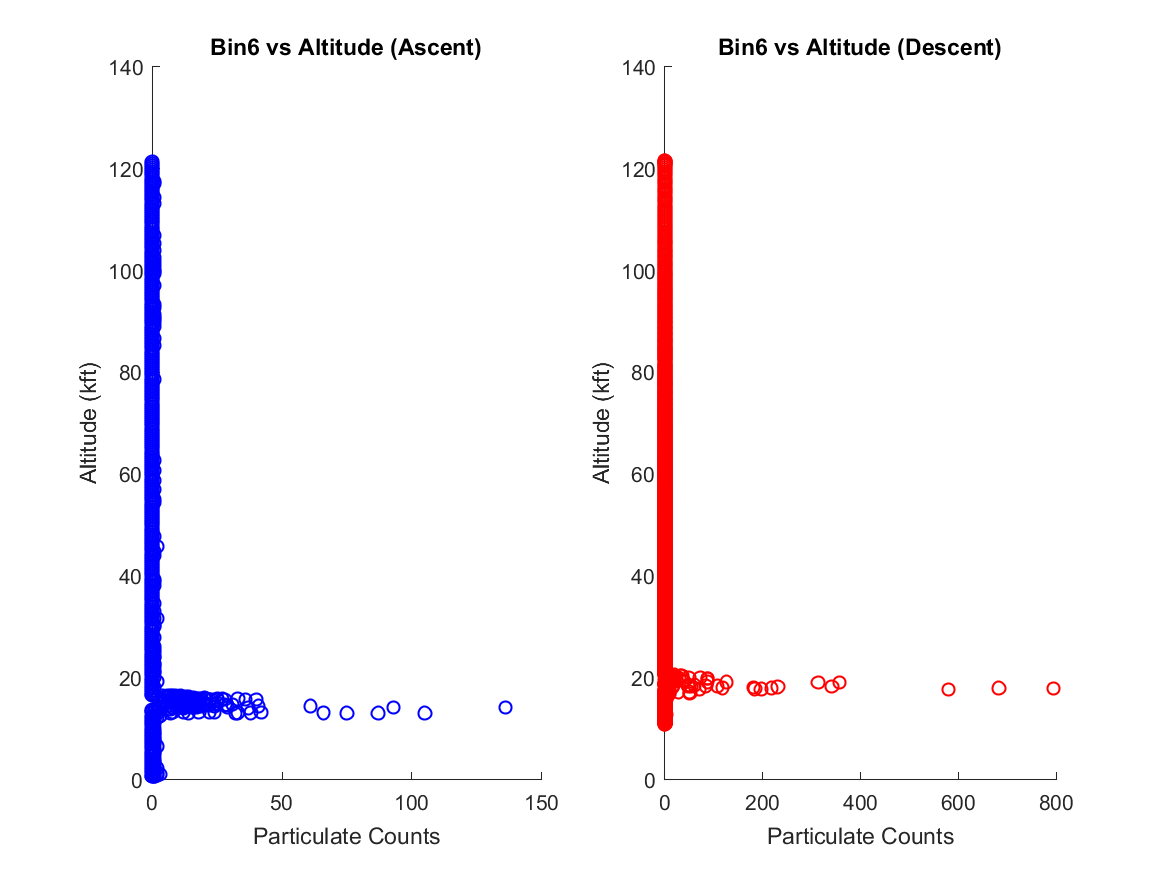 Bin6 vs Altitude (Ascent)
140
120
100
80
60
40
20
0
Altitude (kft)
0 50 100 150
Particulate Counts
Bin6 vs Altitude (Descent)
140
120
100
80
60
40
20
0
Altitude (kft)
0 200 400 600 800
Particulate Counts